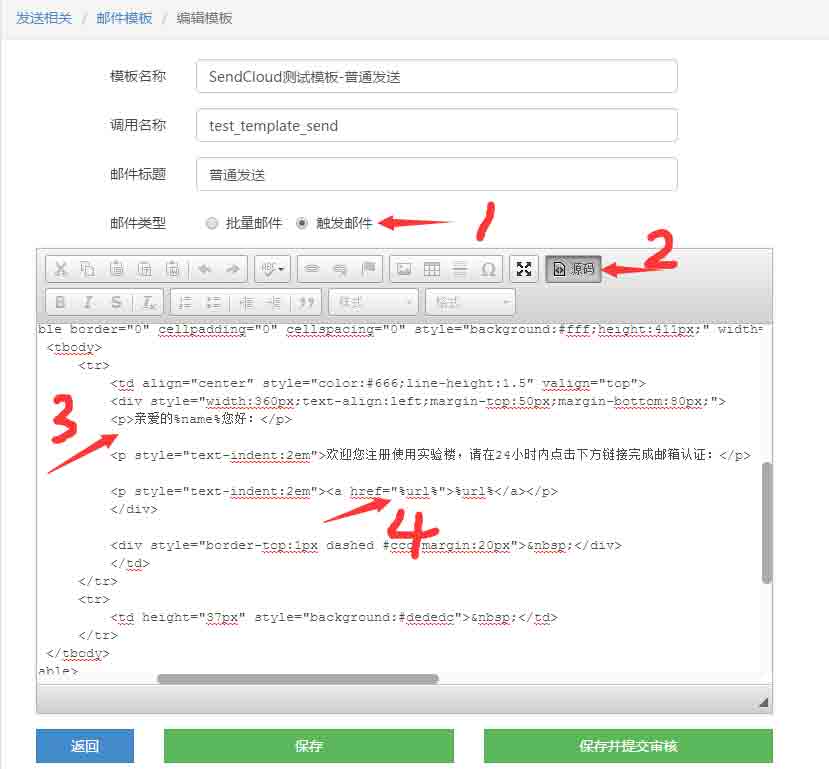 发送相关 / 邮件模板 / 编辑模板
模板名称 SendCloud测试模板-普通发送
调用名称 test_template_send
邮件标题 普通发送
邮件类型 批量邮件 触发邮件 1
ABC Ω 源码 2
B I S Tx 样式 格式
ble border="0" cellpadding="0" cellspacing="0" style="background:#fff;height:411px;" width=
<tbody>
<tr>
<td align="center" style="color:#666;line-height:1.5" valign="top">
<div style="width:360px;text-align:left;margin-top:50px;margin-bottom:80px;">
3 <p>亲爱的%name%您好：</p>
<p style="text-indent:2em">欢迎您注册使用实验楼，请在24小时内点击下方链接完成邮箱认证：</p>
<p style="text-indent:2em"><a href="%url%">%url%</a></p>
</div>
4
<div style="border-top:1px dashed #ccc;margin:20px">&nbsp;</div>
</td>
</tr>
<tr>
<td height="37px" style="background:#dededc">&nbsp;</td>
</tr>
</tbody>
able>
返回 保存 保存并提交审核